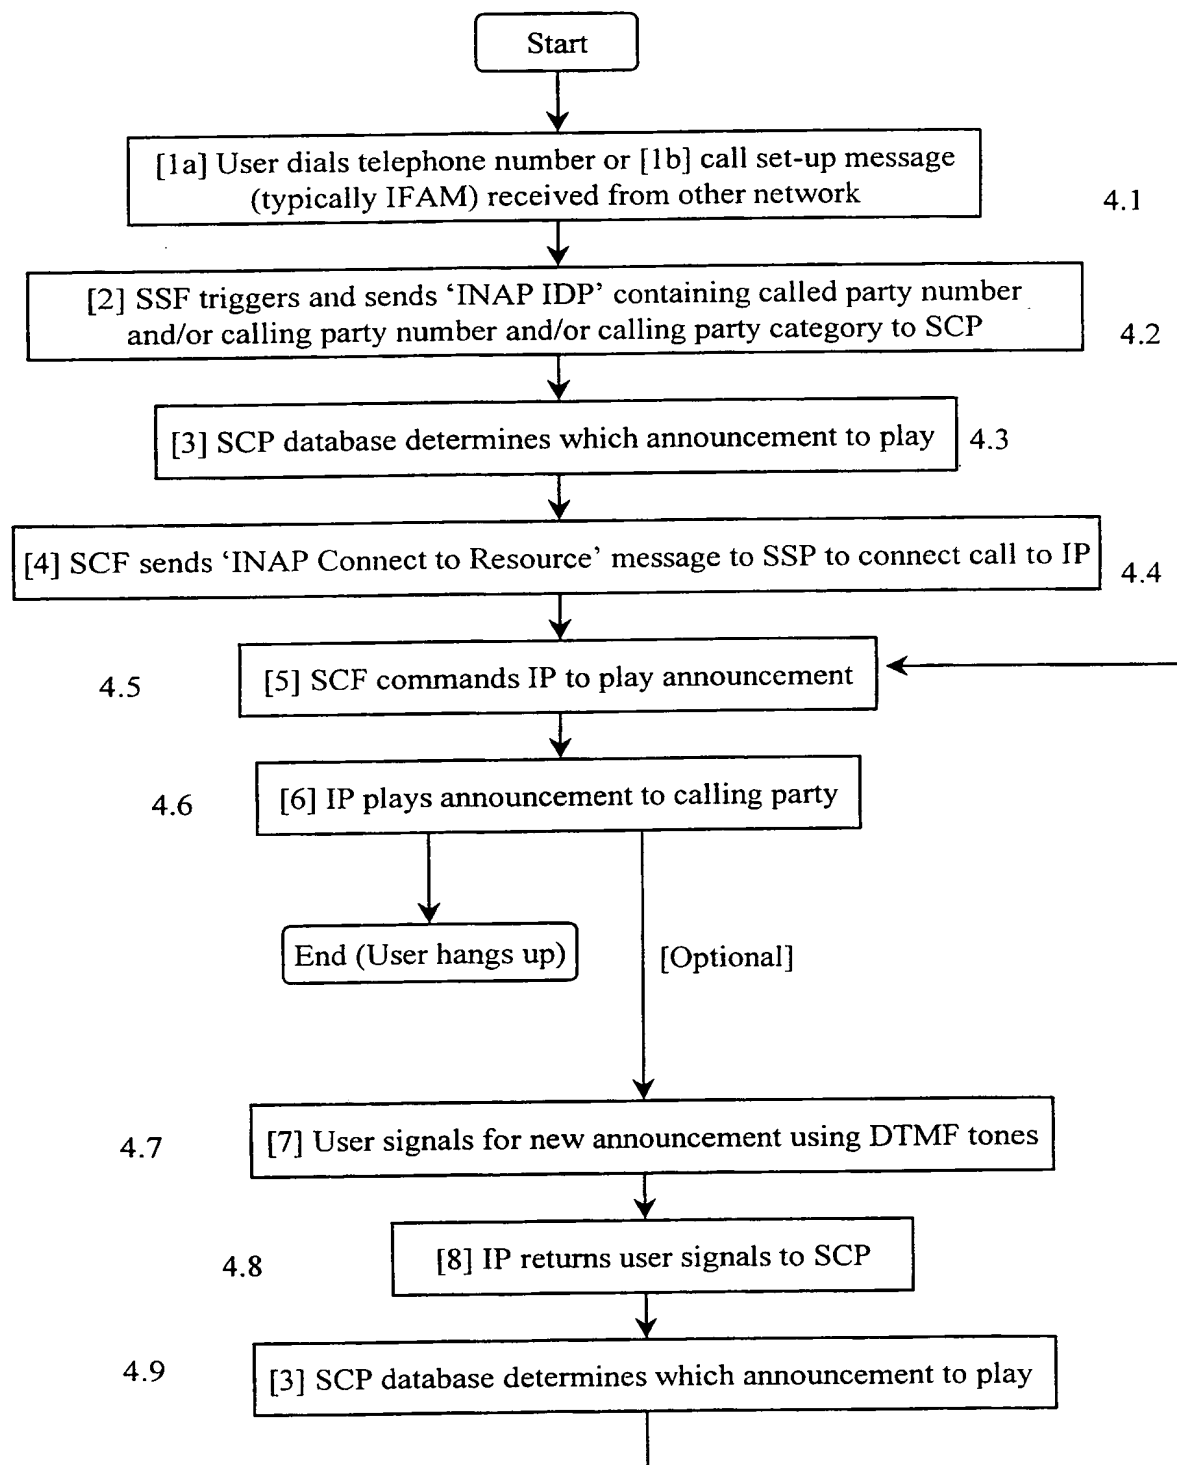 Start
[1a] User dials telephone number or [1b] call set-up message
(typically IFAM) received from other network
4.1
[2] SSF triggers and sends ‘INAP IDP’ containing called party number
and/or calling party number and/or calling party category to SCP
4.2
[3] SCP database determines which announcement to play
4.3
[4] SCF sends ‘INAP Connect to Resource’ message to SSP to connect call to IP
4.4
4.5
[5] SCF commands IP to play announcement
4.6
[6] IP plays announcement to calling party
End (User hangs up)
[Optional]
4.7
[7] User signals for new announcement using DTMF tones
4.8
[8] IP returns user signals to SCP
4.9
[3] SCP database determines which announcement to play